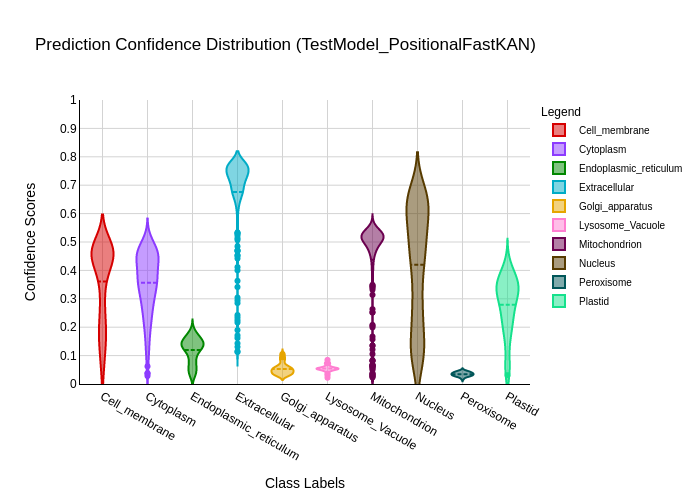 Prediction Confidence Distribution (TestModel_PositionalFastKAN)
Legend
Cell_membrane
Cytoplasm
Endoplasmic_reticulum
Extracellular
Golgi_apparatus
Lysosome_Vacuole
Mitochondrion
Nucleus
Peroxisome
Plastid
Confidence Scores
1
0.9
0.8
0.7
0.6
0.5
0.4
0.3
0.2
0.1
0
Cell_membrane
Cytoplasm
Endoplasmic_reticulum
Extracellular
Golgi_apparatus
Lysosome_Vacuole
Mitochondrion
Nucleus
Peroxisome
Plastid
Class Labels